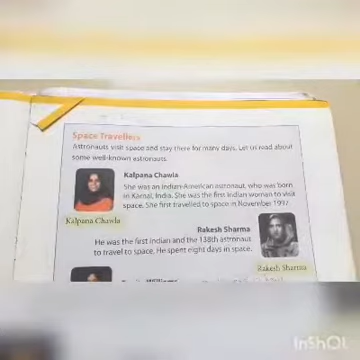 Space Travellers
Astronauts visit space and stay there for many days. Let us read about
some well-known astronauts.
Kalpana Chawla
She was an Indian-American astronaut, who was born
in Karnal, India. She was the first Indian woman to visit
space. She first travelled to space in November 1997.
Kalpana Chawla
Rakesh Sharma
He was the first Indian and the 138th astronaut
to travel to space. He spent eight days in space.
Rakesh Sharma
Williams
InShOt